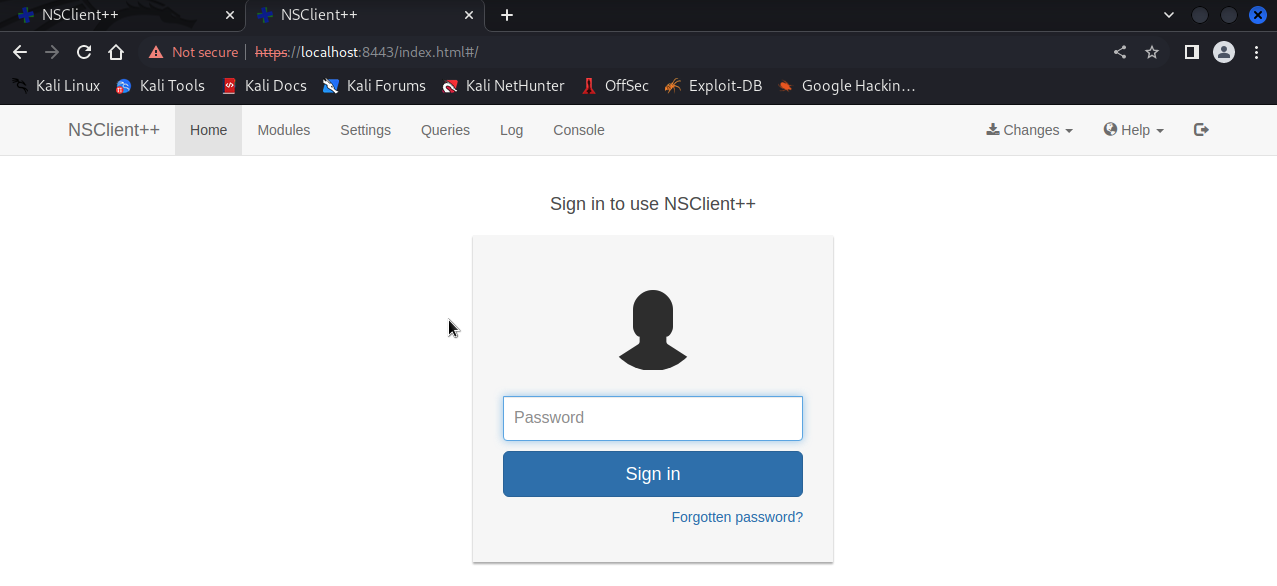 NSClient++ NSClient++
Not secure https://localhost:8443/index.html#/
Kali Linux Kali Tools Kali Docs Kali Forums Kali NetHunter OffSec Exploit-DB Google Hackin…
NSClient++ Home Modules Settings Queries Log Console Changes Help
Sign in to use NSClient++
Password
Sign in
Forgotten password?